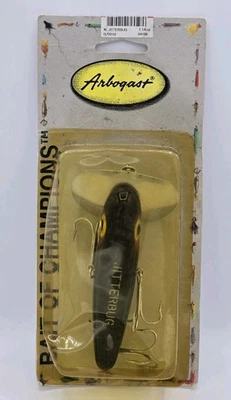 Arbogast®
BAIT OF CHAMPIONS™
JITTERBUG